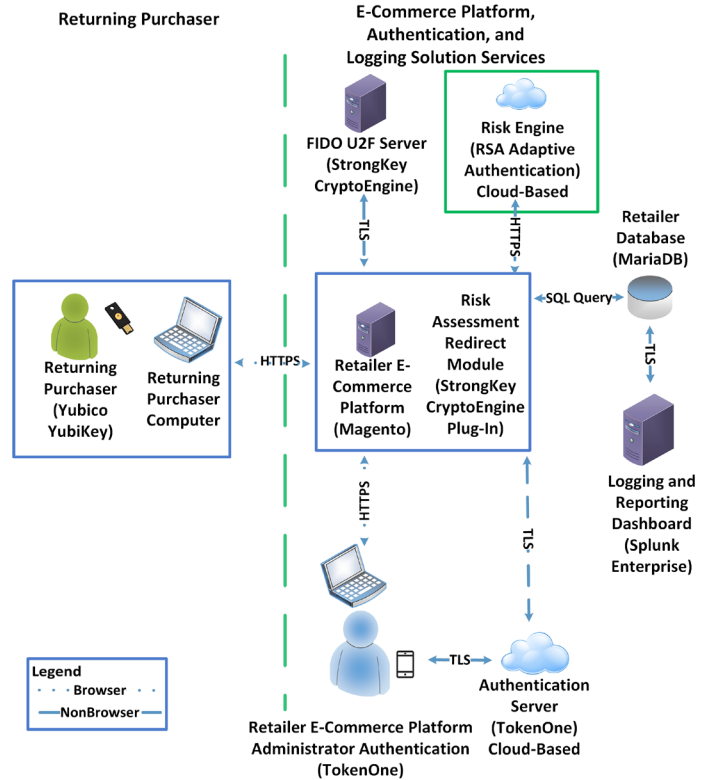 Returning Purchaser
E-Commerce Platform,
Authentication, and
Logging Solution Services
FIDO U2F Server
(StrongKey
CryptoEngine)
Risk Engine
(RSA Adaptive
Authentication)
Cloud-Based
TLS
HTTPS
Retailer
Database
(MariaDB)
SQL Query
TLS
Returning
Purchaser
(Yubico
YubiKey)
Returning
Purchaser
Computer
HTTPS
Retailer E-
Commerce
Platform
(Magento)
Risk
Assessment
Redirect
Module
(StrongKey
CryptoEngine
Plug-In)
Logging and
Reporting
Dashboard
(Splunk
Enterprise)
HTTPS
TLS
TLS
Authentication
Server
(TokenOne)
Cloud-Based
Retailer E-Commerce Platform
Administrator Authentication
(TokenOne)
Legend
Browser
NonBrowser